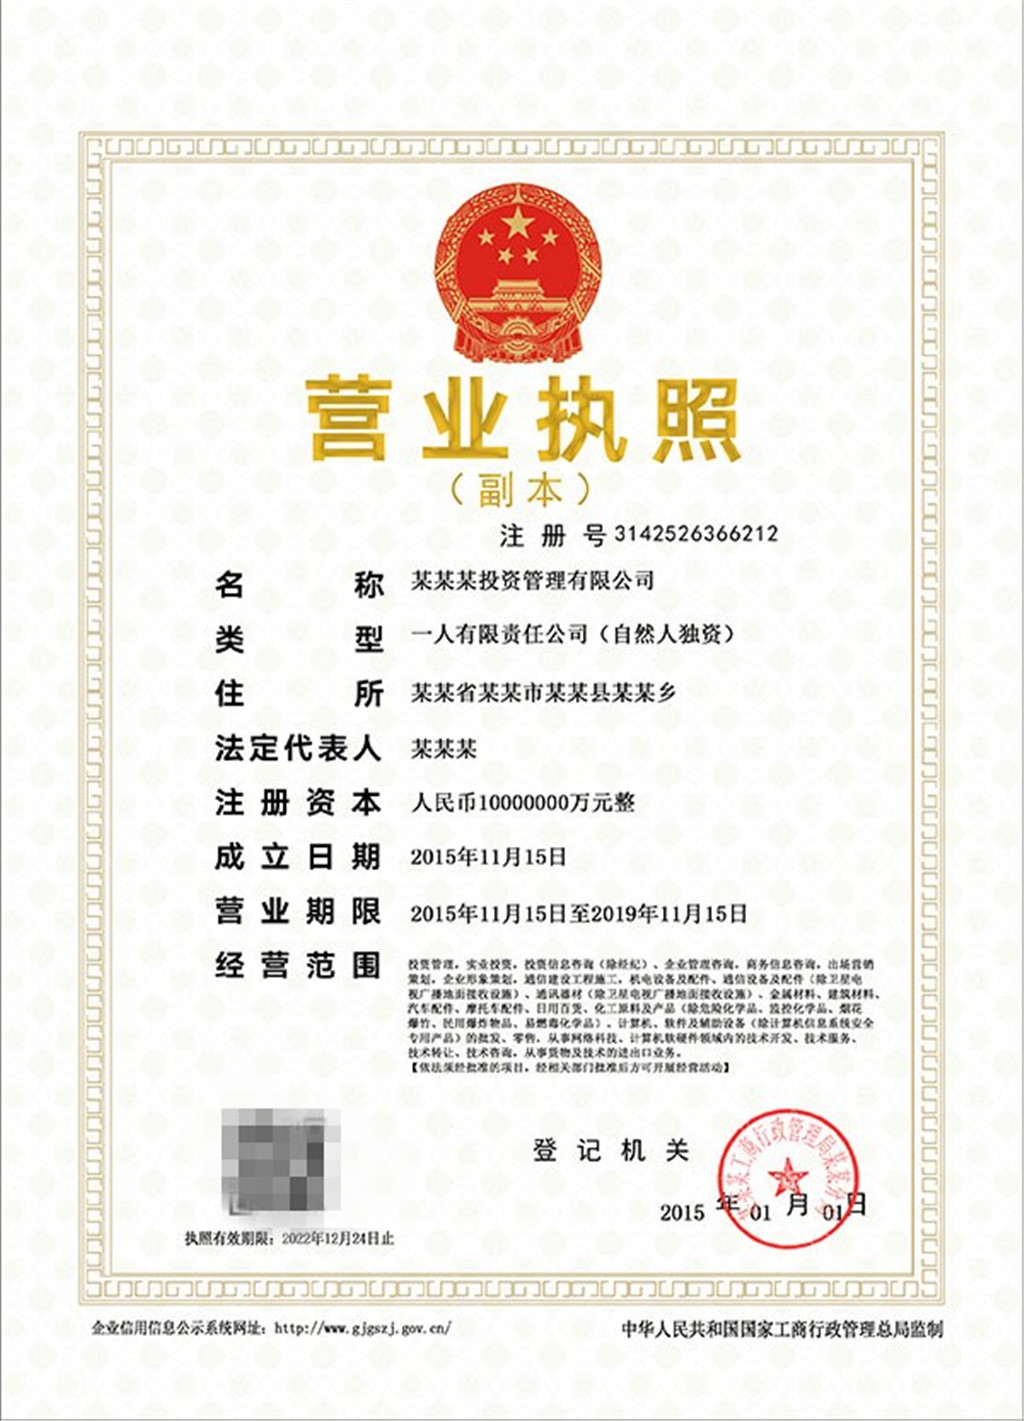 营业执照
（副本）
注册号3142526366212
名称 某某某投资管理有限公司
类型 一人有限责任公司（自然人独资）
住所 某某省某某市某某县某某乡
法定代表人 某某某
注册资本 人民币10000000万元整
成立日期 2015年11月15日
营业期限 2015年11月15日至2019年11月15日
经营范围 投资管理，实业投资，投资信息咨询（除经纪）、企业管理咨询，商务信息咨询，出场营销
策划，企业形象策划，通信建设工程施工，机电设备及配件、通信设备及配件（除卫星电
视广播地面接收设施）、通讯器材（除卫星电视广播地面接收设施）、金属材料、建筑材料、
汽车配件、摩托车配件、日用百货、化工原料及产品（除危险化学品、监控化学品、烟花
爆竹、民用爆炸物品、易燃毒化学品）、计算机、软件及辅助设备（除计算机信息系统安全
专用产品）的批发、零售，从事网络科技、计算机软硬件领域内的技术开发、技术服务、
技术转让、技术咨询，从事货物及技术的进出口业务。
【依法须经批准的项目，经相关部门批准后方可开展经营活动】
登记机关
某某某工商行政管理局某某分
2015年01月01日
执照有效期限：2022年12月24日止
企业信用信息公示系统网址：http://www.gjgszj.gov.cn/
中华人民共和国国家工商行政管理总局监制